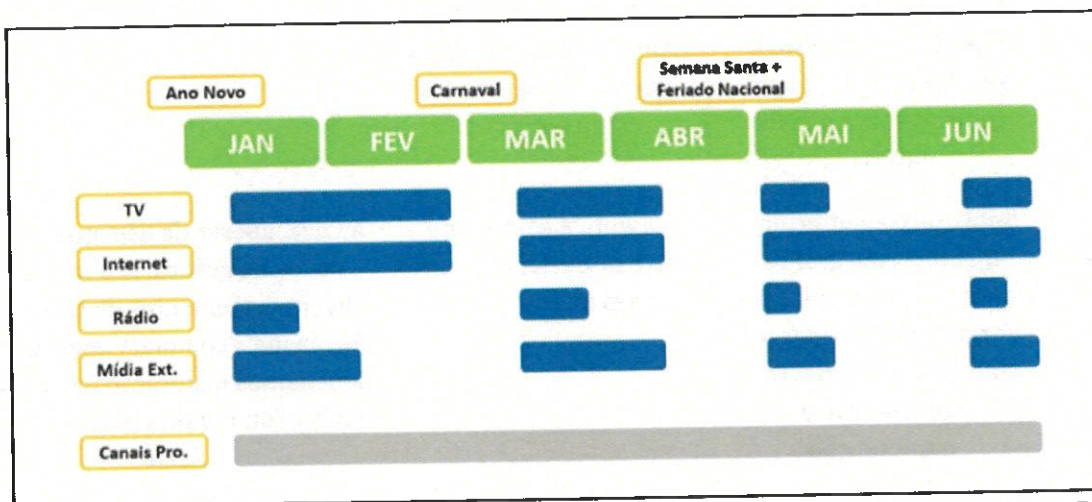 Ano Novo
Carnaval
Semana Santa +
Feriado Nacional
JAN FEV MAR ABR MAI JUN
TV
Internet
Rádio
Mídia Ext.
Canais Pro.